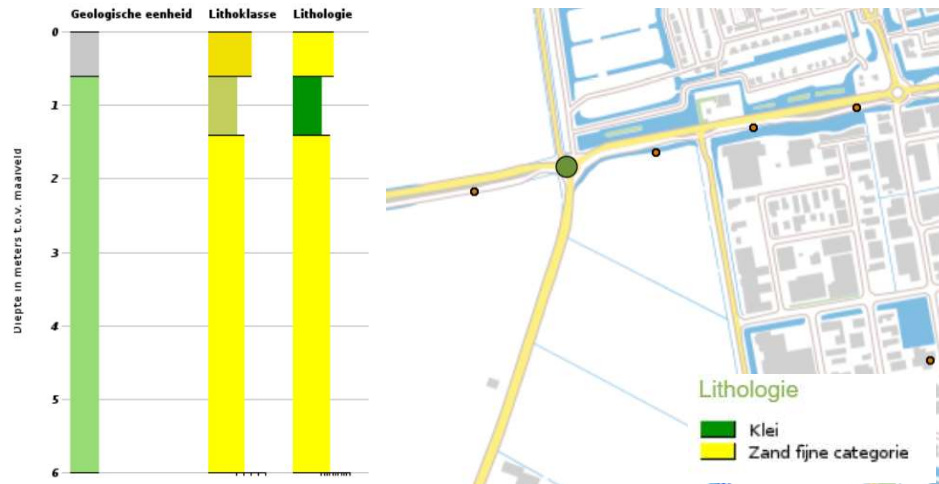 Geologische eenheid Lithoklasse Lithologie
Diepte in meters t.o.v. maaiveld
0
1
2
3
4
5
6
Lithologie
Klei
Zand fijne categorie